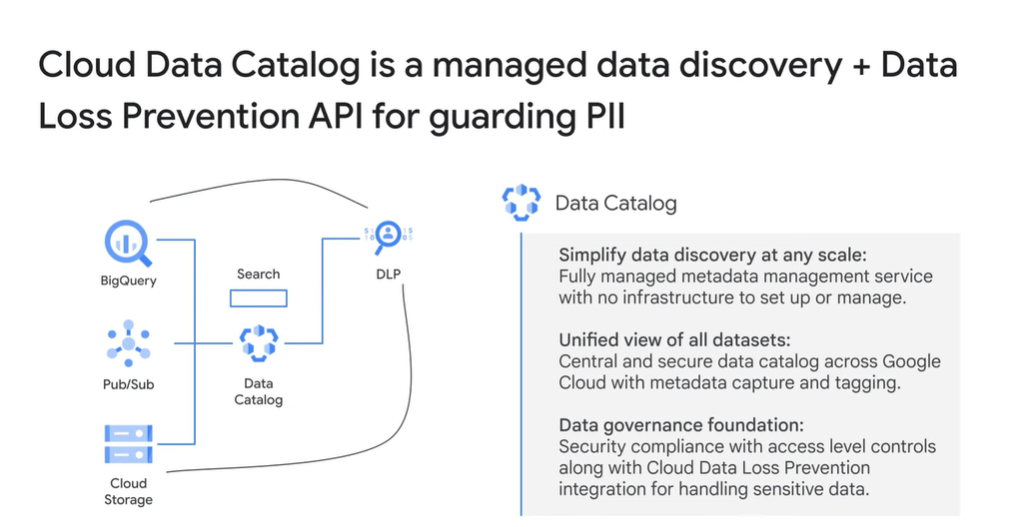 Cloud Data Catalog is a managed data discovery + Data
Loss Prevention API for guarding PII
BigQuery
Search
DLP
Pub/Sub
Data
Catalog
Cloud
Storage
Data Catalog
Simplify data discovery at any scale:
Fully managed metadata management service
with no infrastructure to set up or manage.
Unified view of all datasets:
Central and secure data catalog across Google
Cloud with metadata capture and tagging.
Data governance foundation:
Security compliance with access level controls
along with Cloud Data Loss Prevention
integration for handling sensitive data.